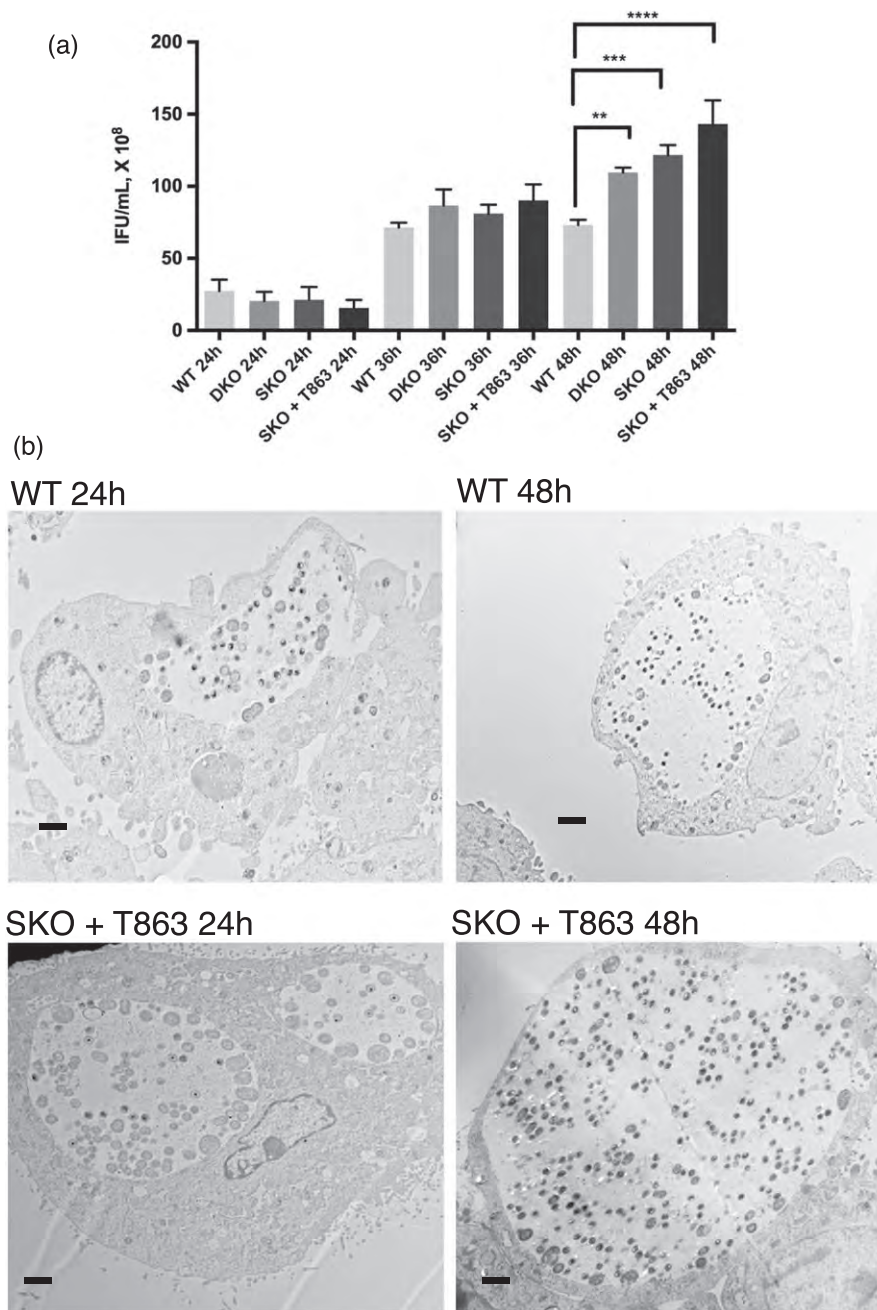 (a)
****
***
**
200
150
100
50
0
IFU/mL, X 10⁸
WT 24h
DKO 24h
SKO 24h
SKO + T863 24h
WT 36h
DKO 36h
SKO 36h
SKO + T863 36h
WT 48h
DKO 48h
SKO 48h
SKO + T863 48h
(b)
WT 24h
WT 48h
SKO + T863 24h
SKO + T863 48h